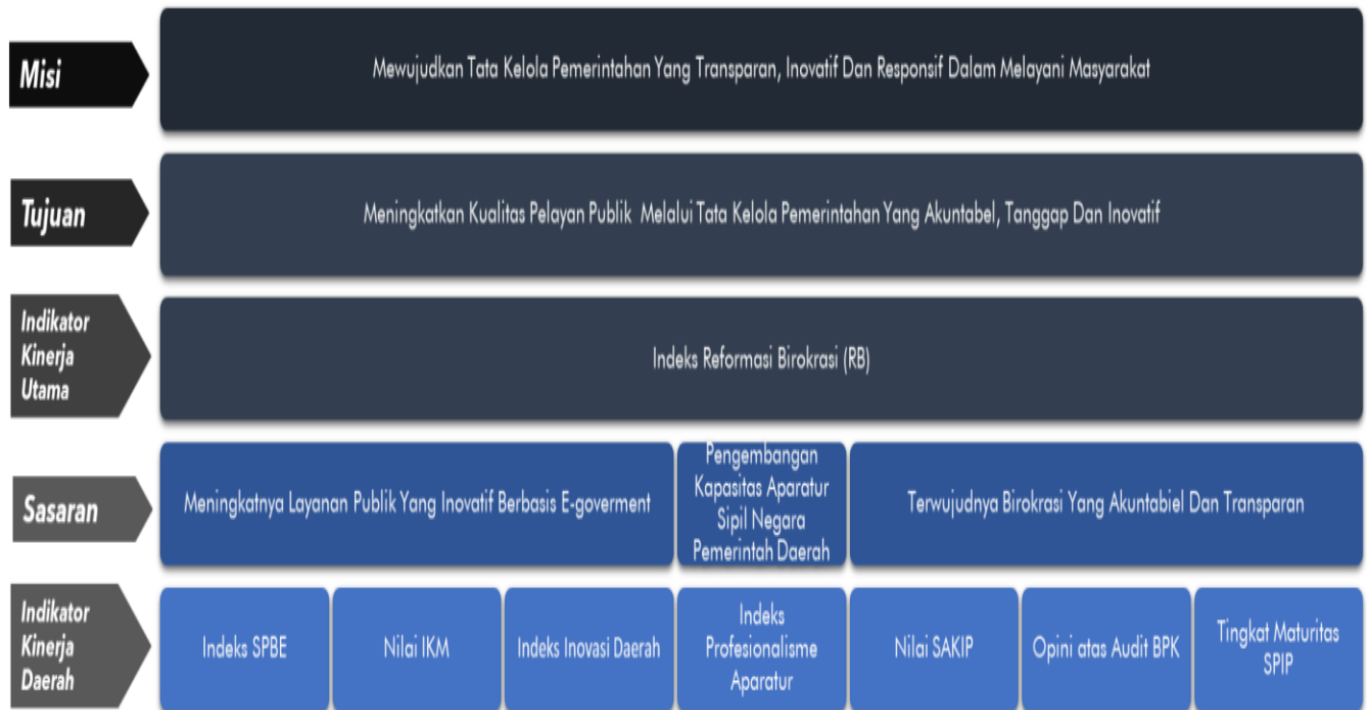 Misi
Mewujudkan Tata Kelola Pemerintahan Yang Transparan, Inovatif Dan Responsif Dalam Melayani Masyarakat
Tujuan
Meningkatkan Kualitas Pelayan Publik Melalui Tata Kelola Pemerintahan Yang Akuntabel, Tanggap Dan Inovatif
Indikator
Kinerja
Utama
Indeks Reformasi Birokrasi (RB)
Sasaran
Meningkatnya Layanan Publik Yang Inovatif Berbasis E-goverment
Pengembangan
Kapasitas Aparatur
Sipil Negara
Pemerintah Daerah
Terwujudnya Birokrasi Yang Akuntabiel Dan Transparan
Indikator
Kinerja
Daerah
Indeks SPBE
Nilai IKM
Indeks Inovasi Daerah
Indeks
Profesionalisme
Aparatur
Nilai SAKIP
Opini atas Audit BPK
Tingkat Maturitas
SPIP